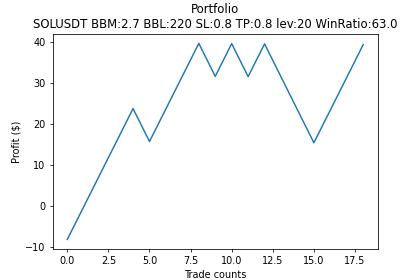 Portfolio
SOLUSDT BBM:2.7 BBL:220 SL:0.8 TP:0.8 lev:20 WinRatio:63.0
40
30
20
10
0
−10
Profit ($)
0.0 2.5 5.0 7.5 10.0 12.5 15.0 17.5
Trade counts